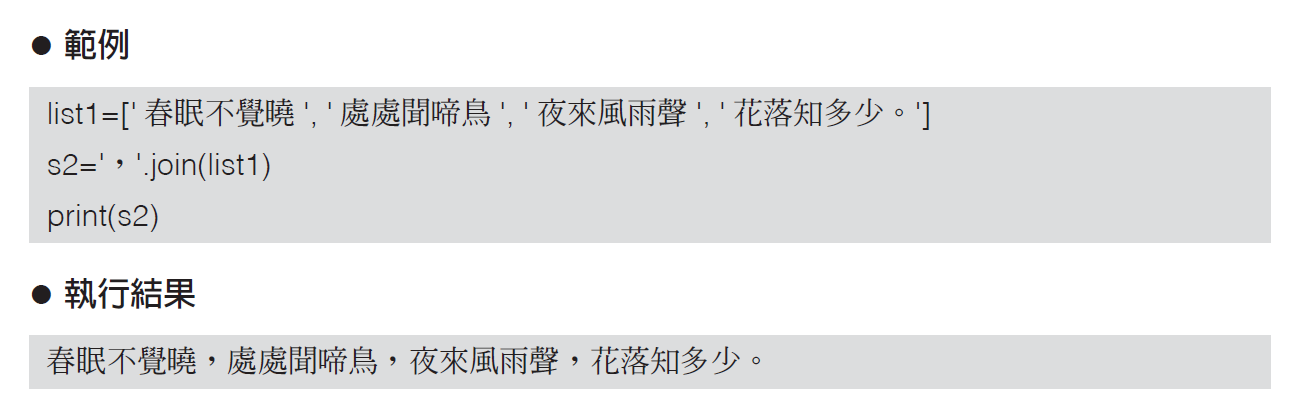 ● 範例
list1=[' 春眠不覺曉 ', ' 處處聞啼鳥 ', ' 夜來風雨聲 ', ' 花落知多少。']
s2='，'.join(list1)
print(s2)
● 執行結果
春眠不覺曉，處處聞啼鳥，夜來風雨聲，花落知多少。